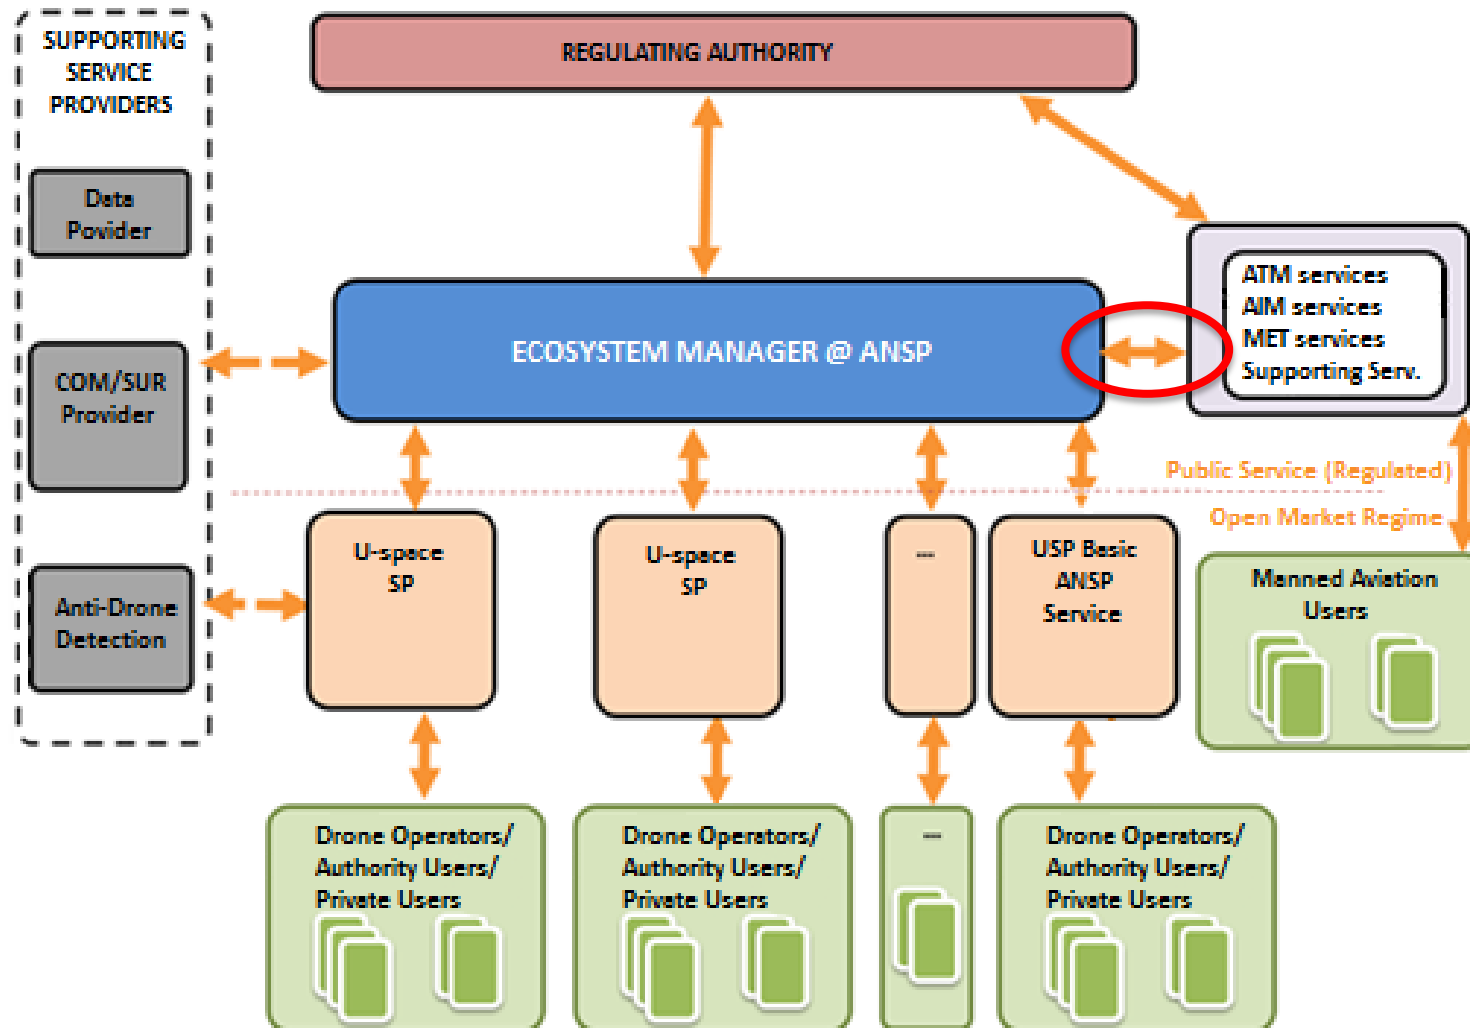 SUPPORTING
SERVICE
PROVIDERS
Data
Povider
COM/SUR
Provider
Anti-Drone
Detection
REGULATING AUTHORITY
ECOSYSTEM MANAGER @ ANSP
ATM services
AIM services
MET services
Supporting Serv.
Public Service (Regulated)
Open Market Regime
U-space
SP
U-space
SP
...
USP Basic
ANSP
Service
Manned Aviation
Users
Drone Operators/
Authority Users/
Private Users
Drone Operators/
Authority Users/
Private Users
...
Drone Operators/
Authority Users/
Private Users